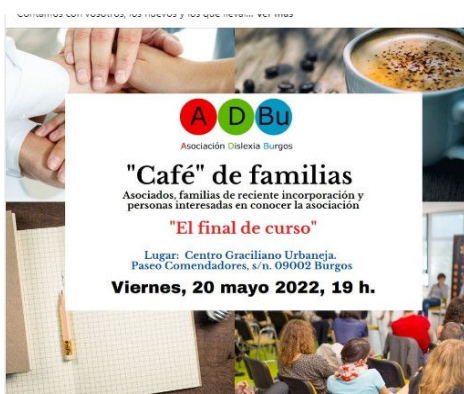 Contamos con vosotros, los nuevos y los que lleva... Ver más
A D Bu
Asociación Dislexia Burgos
"Café" de familias
Asociados, familias de reciente incorporación y
personas interesadas en conocer la asociación
"El final de curso"
Lugar: Centro Graciliano Urbaneja.
Paseo Comendadores, s/n. 09002 Burgos
Viernes, 20 mayo 2022, 19 h.